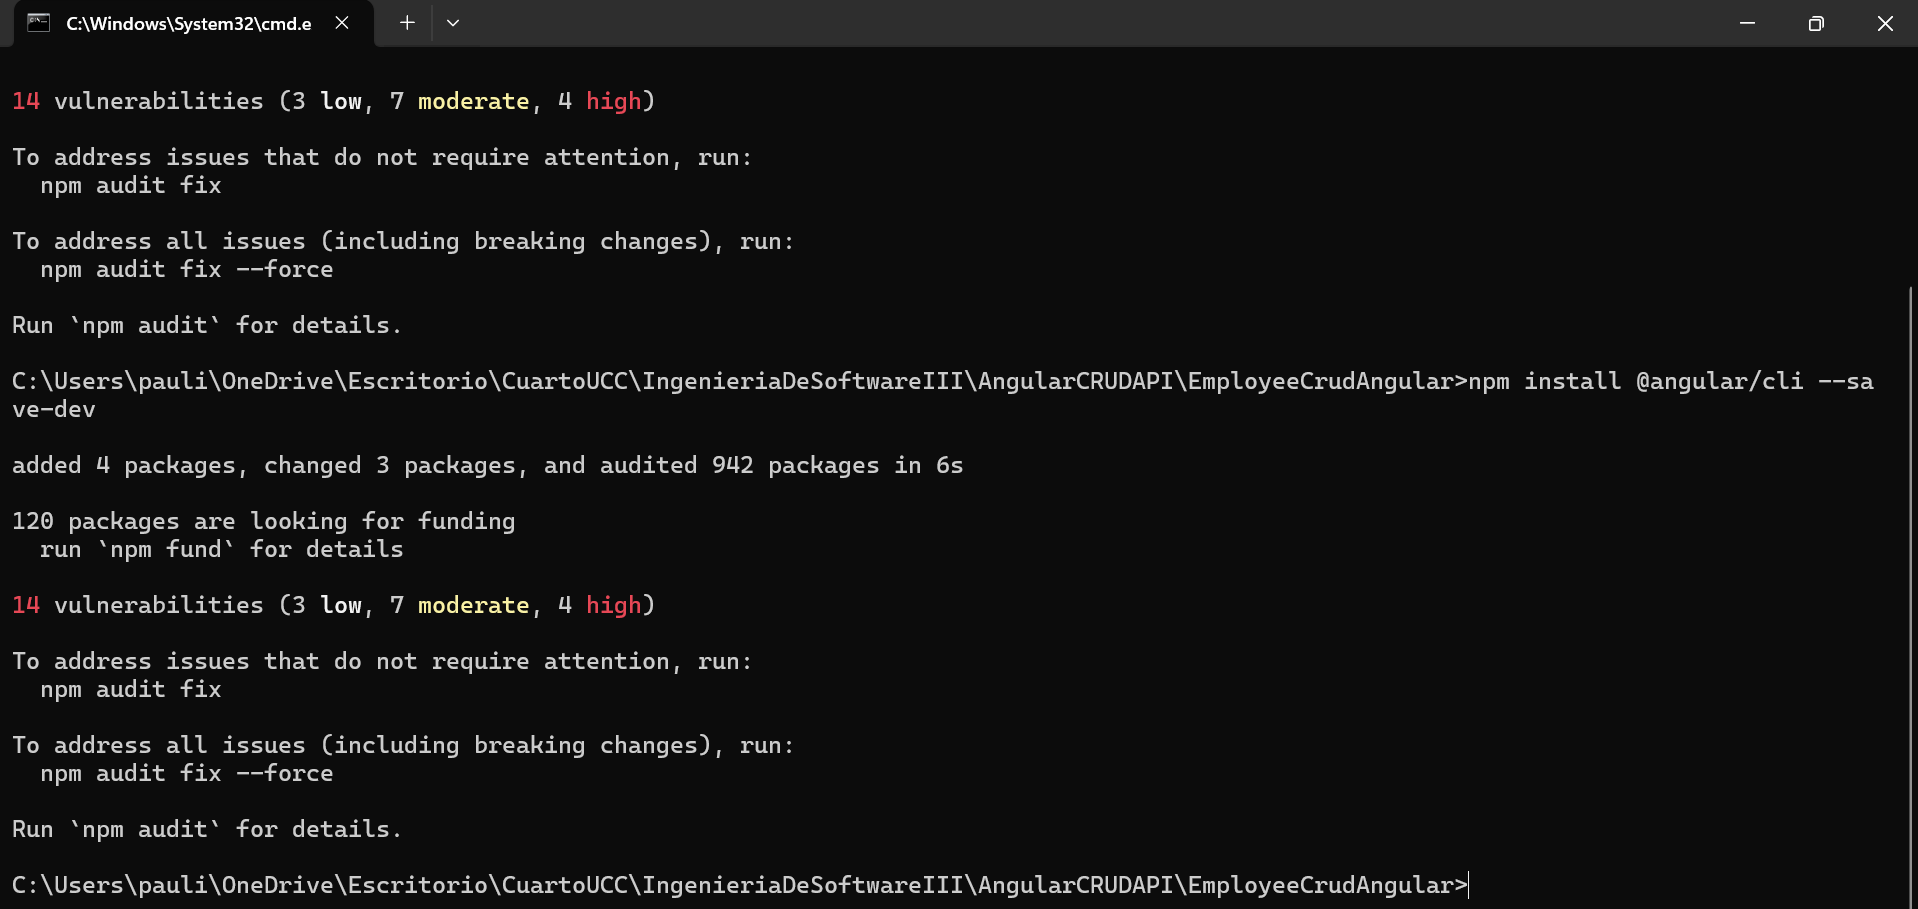 C:\Windows\System32\cmd.e
14 vulnerabilities (3 low, 7 moderate, 4 high)
To address issues that do not require attention, run:
  npm audit fix
To address all issues (including breaking changes), run:
  npm audit fix --force
Run `npm audit` for details.
C:\Users\pauli\OneDrive\Escritorio\CuartoUCC\IngenieriaDeSoftwareIII\AngularCRUDAPI\EmployeeCrudAngular>npm install @angular/cli --sa
ve-dev
added 4 packages, changed 3 packages, and audited 942 packages in 6s
120 packages are looking for funding
  run `npm fund` for details
14 vulnerabilities (3 low, 7 moderate, 4 high)
To address issues that do not require attention, run:
  npm audit fix
To address all issues (including breaking changes), run:
  npm audit fix --force
Run `npm audit` for details.
C:\Users\pauli\OneDrive\Escritorio\CuartoUCC\IngenieriaDeSoftwareIII\AngularCRUDAPI\EmployeeCrudAngular>